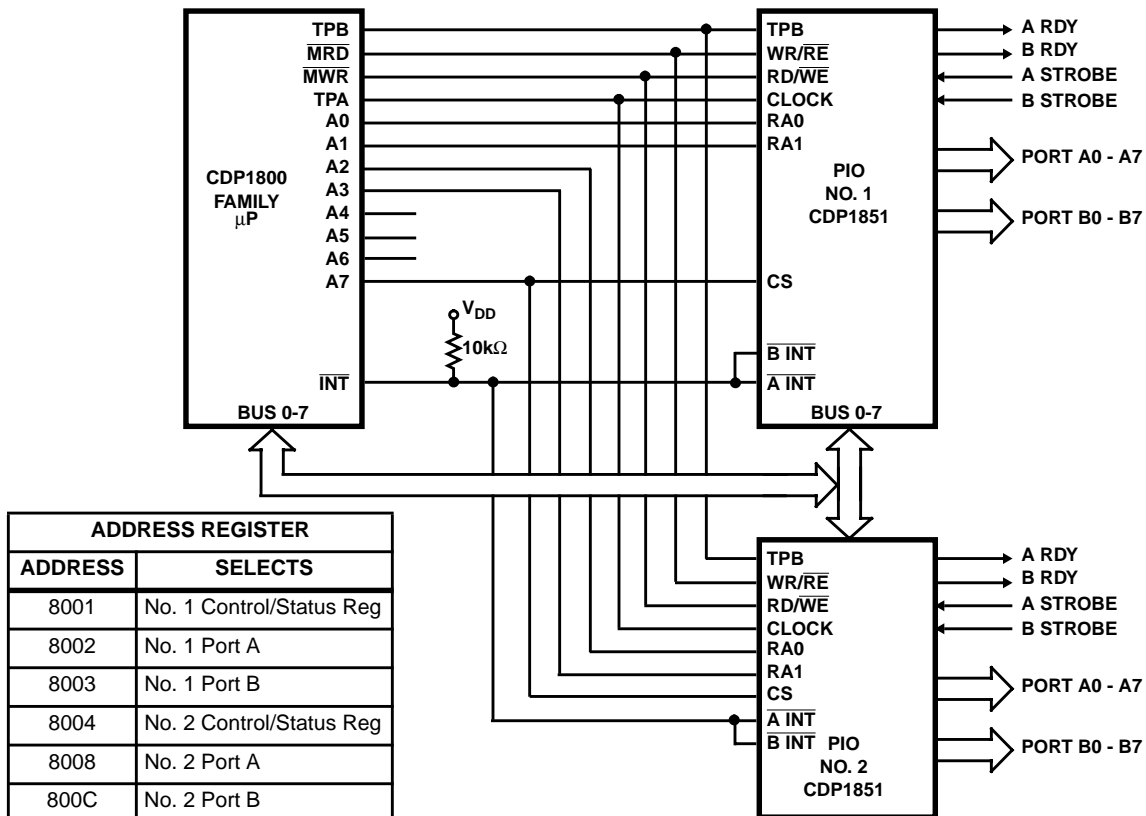 TPB
MRD
MWR
TPA
A0
A1
A2
A3
A4
A5
A6
A7
INT
CDP1800
FAMILY
μP
BUS 0-7
VDD
10kΩ
TPB
WR/RE
RD/WE
CLOCK
RA0
RA1
CS
B INT
A INT
PIO
NO. 1
CDP1851
BUS 0-7
A RDY
B RDY
A STROBE
B STROBE
PORT A0 - A7
PORT B0 - B7
TPB
WR/RE
RD/WE
CLOCK
RA0
RA1
CS
A INT
B INT
PIO
NO. 2
CDP1851
A RDY
B RDY
A STROBE
B STROBE
PORT A0 - A7
PORT B0 - B7
ADDRESS REGISTER
ADDRESS SELECTS
8001 No. 1 Control/Status Reg
8002 No. 1 Port A
8003 No. 1 Port B
8004 No. 2 Control/Status Reg
8008 No. 2 Port A
800C No. 2 Port B